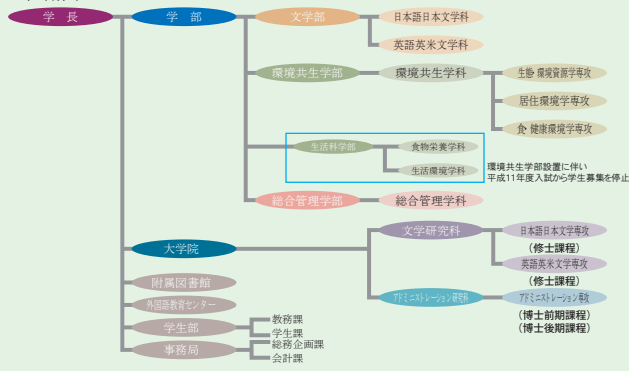 学長
学部
文学部
日本語日本文学科
英語英米文学科
環境共生学部
環境共生学科
生態・環境資源学専攻
居住環境学専攻
食・健康環境学専攻
生活科学部
食物栄養学科
生活環境学科
環境共生学部設置に伴い
平成11年度入試から学生募集を停止
総合管理学部
総合管理学科
大学院
文学研究科
日本語日本文学専攻
(修士課程)
英語英米文学専攻
(修士課程)
アドミニストレーション研究科
アドミニストレーション専攻
(博士前期課程)
(博士後期課程)
附属図書館
外国語教育センター
学生部
教務課
学生課
事務局
総務企画課
会計課